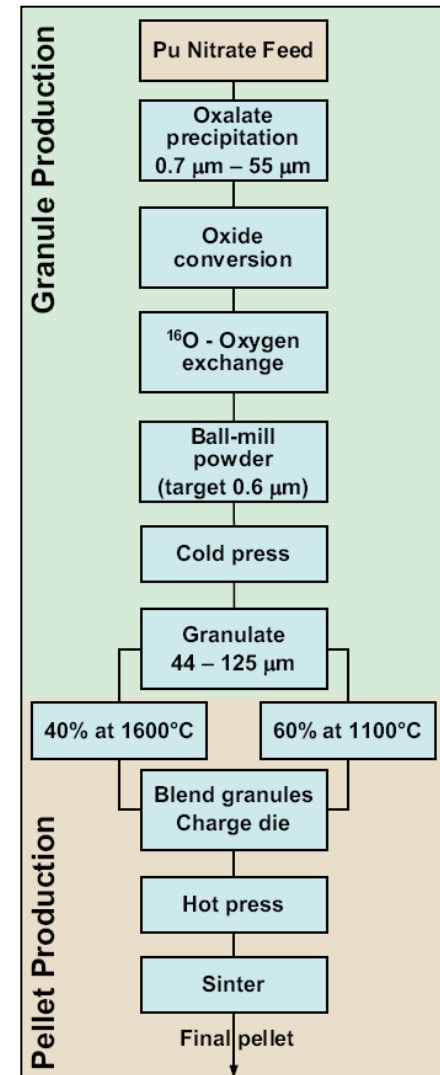 Granule Production
Pu Nitrate Feed
Oxalate
precipitation
0.7 μm – 55 μm
Oxide
conversion
¹⁶O - Oxygen
exchange
Ball-mill
powder
(target 0.6 μm)
Cold press
Granulate
44 – 125 μm
40% at 1600°C
60% at 1100°C
Pellet Production
Blend granules
Charge die
Hot press
Sinter
Final pellet